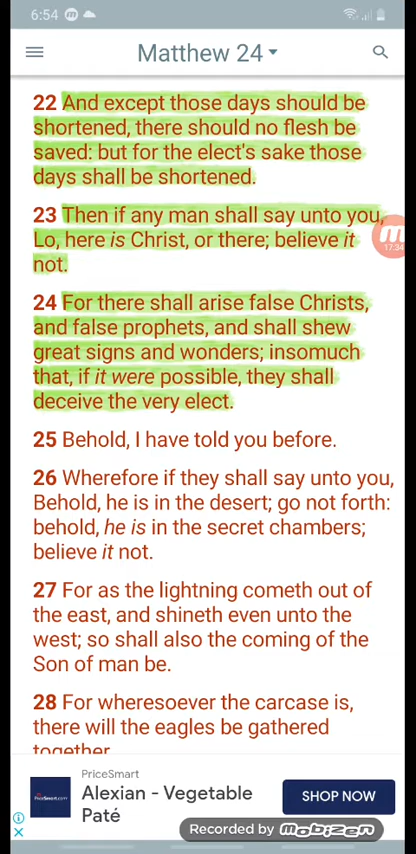 6:54
Matthew 24
22 And except those days should be
shortened, there should no flesh be
saved: but for the elect's sake those
days shall be shortened.
23 Then if any man shall say unto you,
Lo, here is Christ, or there; believe it
not.
17:34
24 For there shall arise false Christs,
and false prophets, and shall shew
great signs and wonders; insomuch
that, if it were possible, they shall
deceive the very elect.
25 Behold, I have told you before.
26 Wherefore if they shall say unto you,
Behold, he is in the desert; go not forth:
behold, he is in the secret chambers;
believe it not.
27 For as the lightning cometh out of
the east, and shineth even unto the
west; so shall also the coming of the
Son of man be.
28 For wheresoever the carcase is,
there will the eagles be gathered
together
PriceSmart
Alexian - Vegetable
Paté
SHOP NOW
Recorded by mobizen